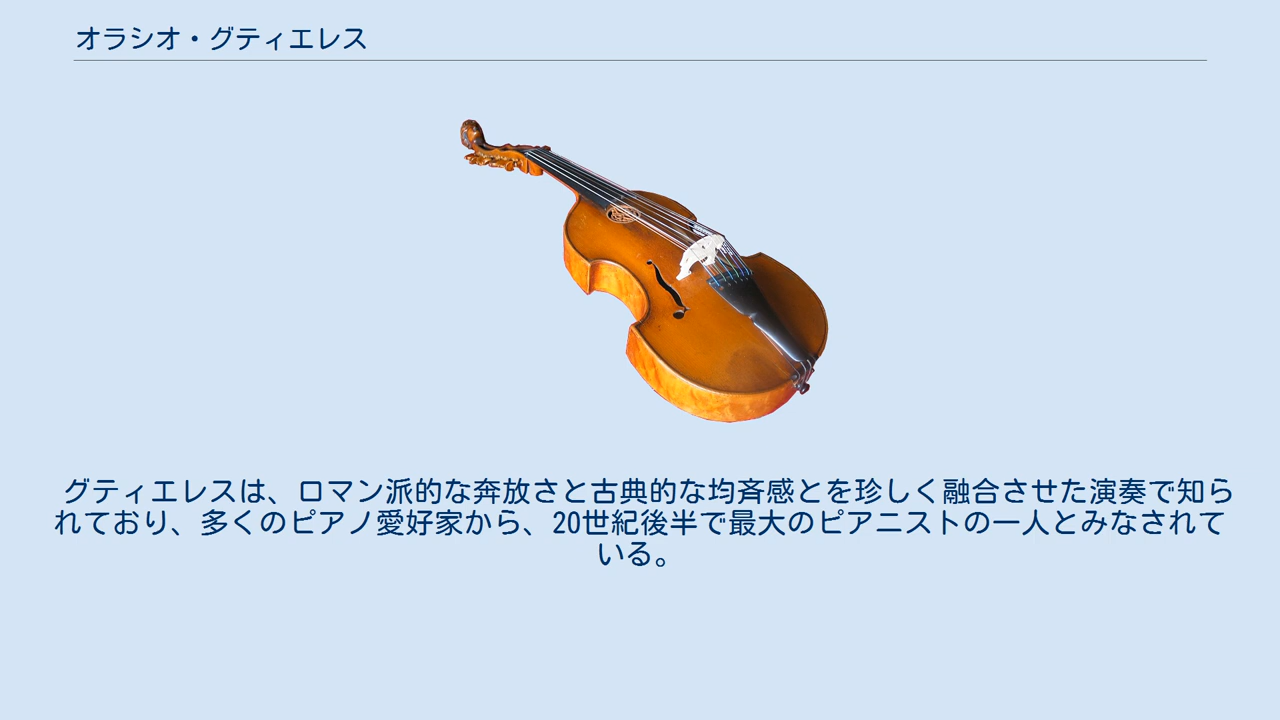 オラシオ・グティエレス
グティエレスは、ロマン派的な奔放さと古典的な均斉感とを珍しく融合させた演奏で知ら
れており、多くのピアノ愛好家から、20世紀後半で最大のピアニストの一人とみなされて
いる。